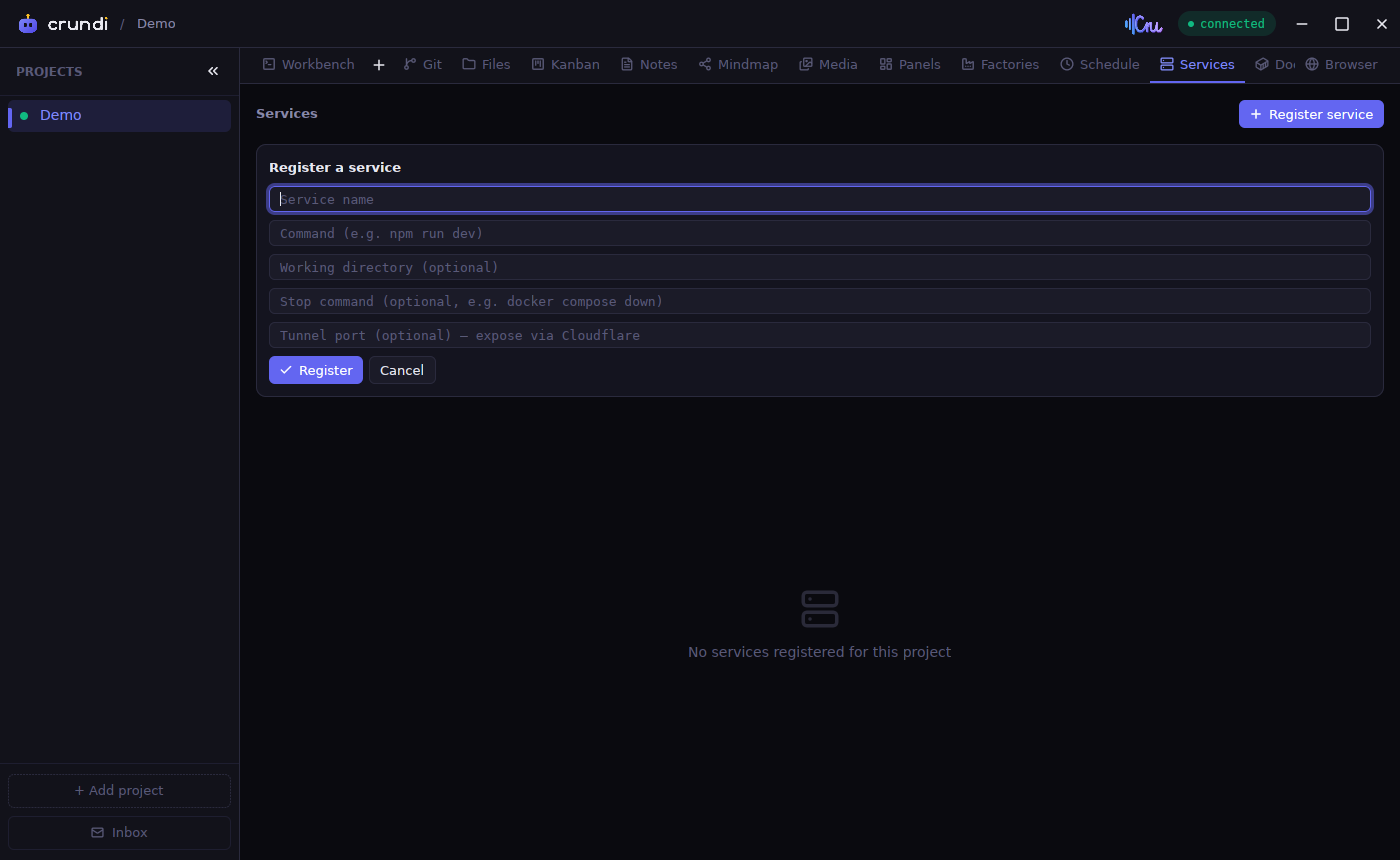 crundi / Demo
Cru
connected
PROJECTS
Workbench
Git
Files
Kanban
Notes
Mindmap
Media
Panels
Factories
Schedule
Services
Browser
Demo
Services
+ Register service
Register a service
Service name
Command (e.g. npm run dev)
Working directory (optional)
Stop command (optional, e.g. docker compose down)
Tunnel port (optional) — expose via Cloudflare
Register
Cancel
No services registered for this project
+ Add project
Inbox